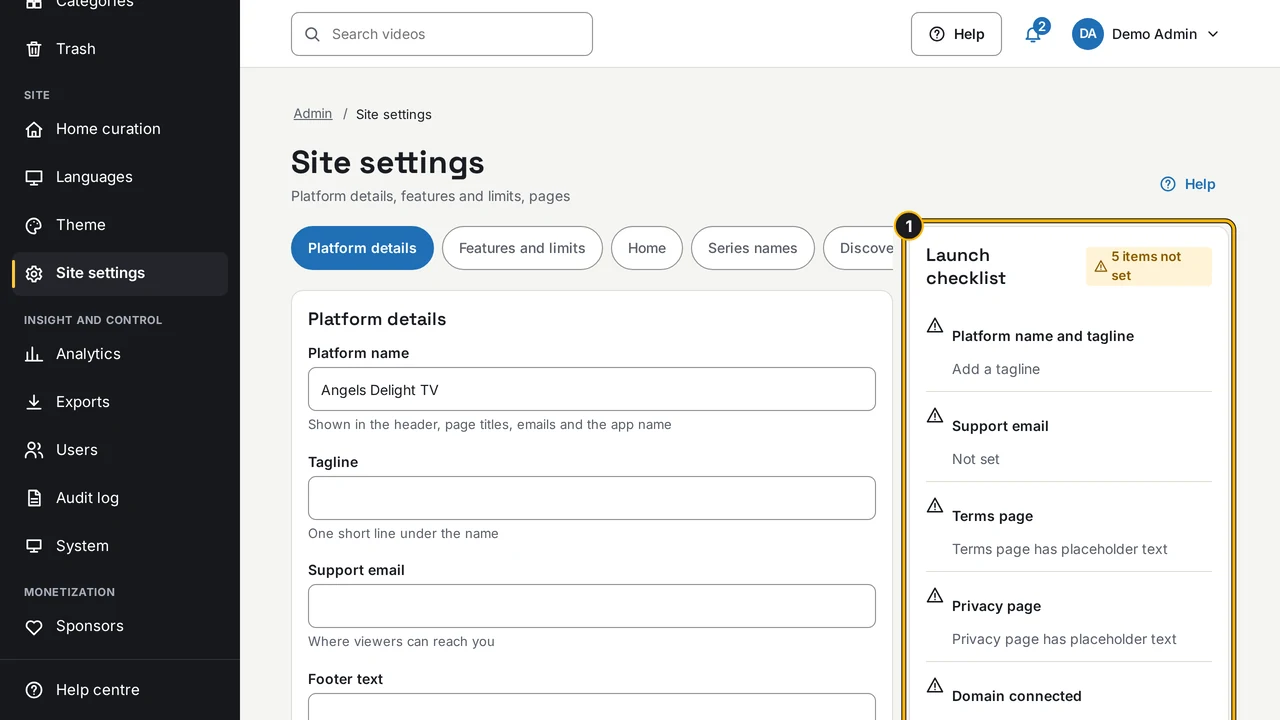 Categories
Trash
SITE
Home curation
Languages
Theme
Site settings
INSIGHT AND CONTROL
Analytics
Exports
Users
Audit log
System
MONETIZATION
Sponsors
Help centre
Search videos
Help
2
DA
Demo Admin
Admin / Site settings
Site settings
Platform details, features and limits, pages
Help
Platform details
Features and limits
Home
Series names
Discove
Platform details
Platform name
Angels Delight TV
Shown in the header, page titles, emails and the app name
Tagline
One short line under the name
Support email
Where viewers can reach you
Footer text
1
Launch
checklist
5 items not
set
Platform name and tagline
Add a tagline
Support email
Not set
Terms page
Terms page has placeholder text
Privacy page
Privacy page has placeholder text
Domain connected